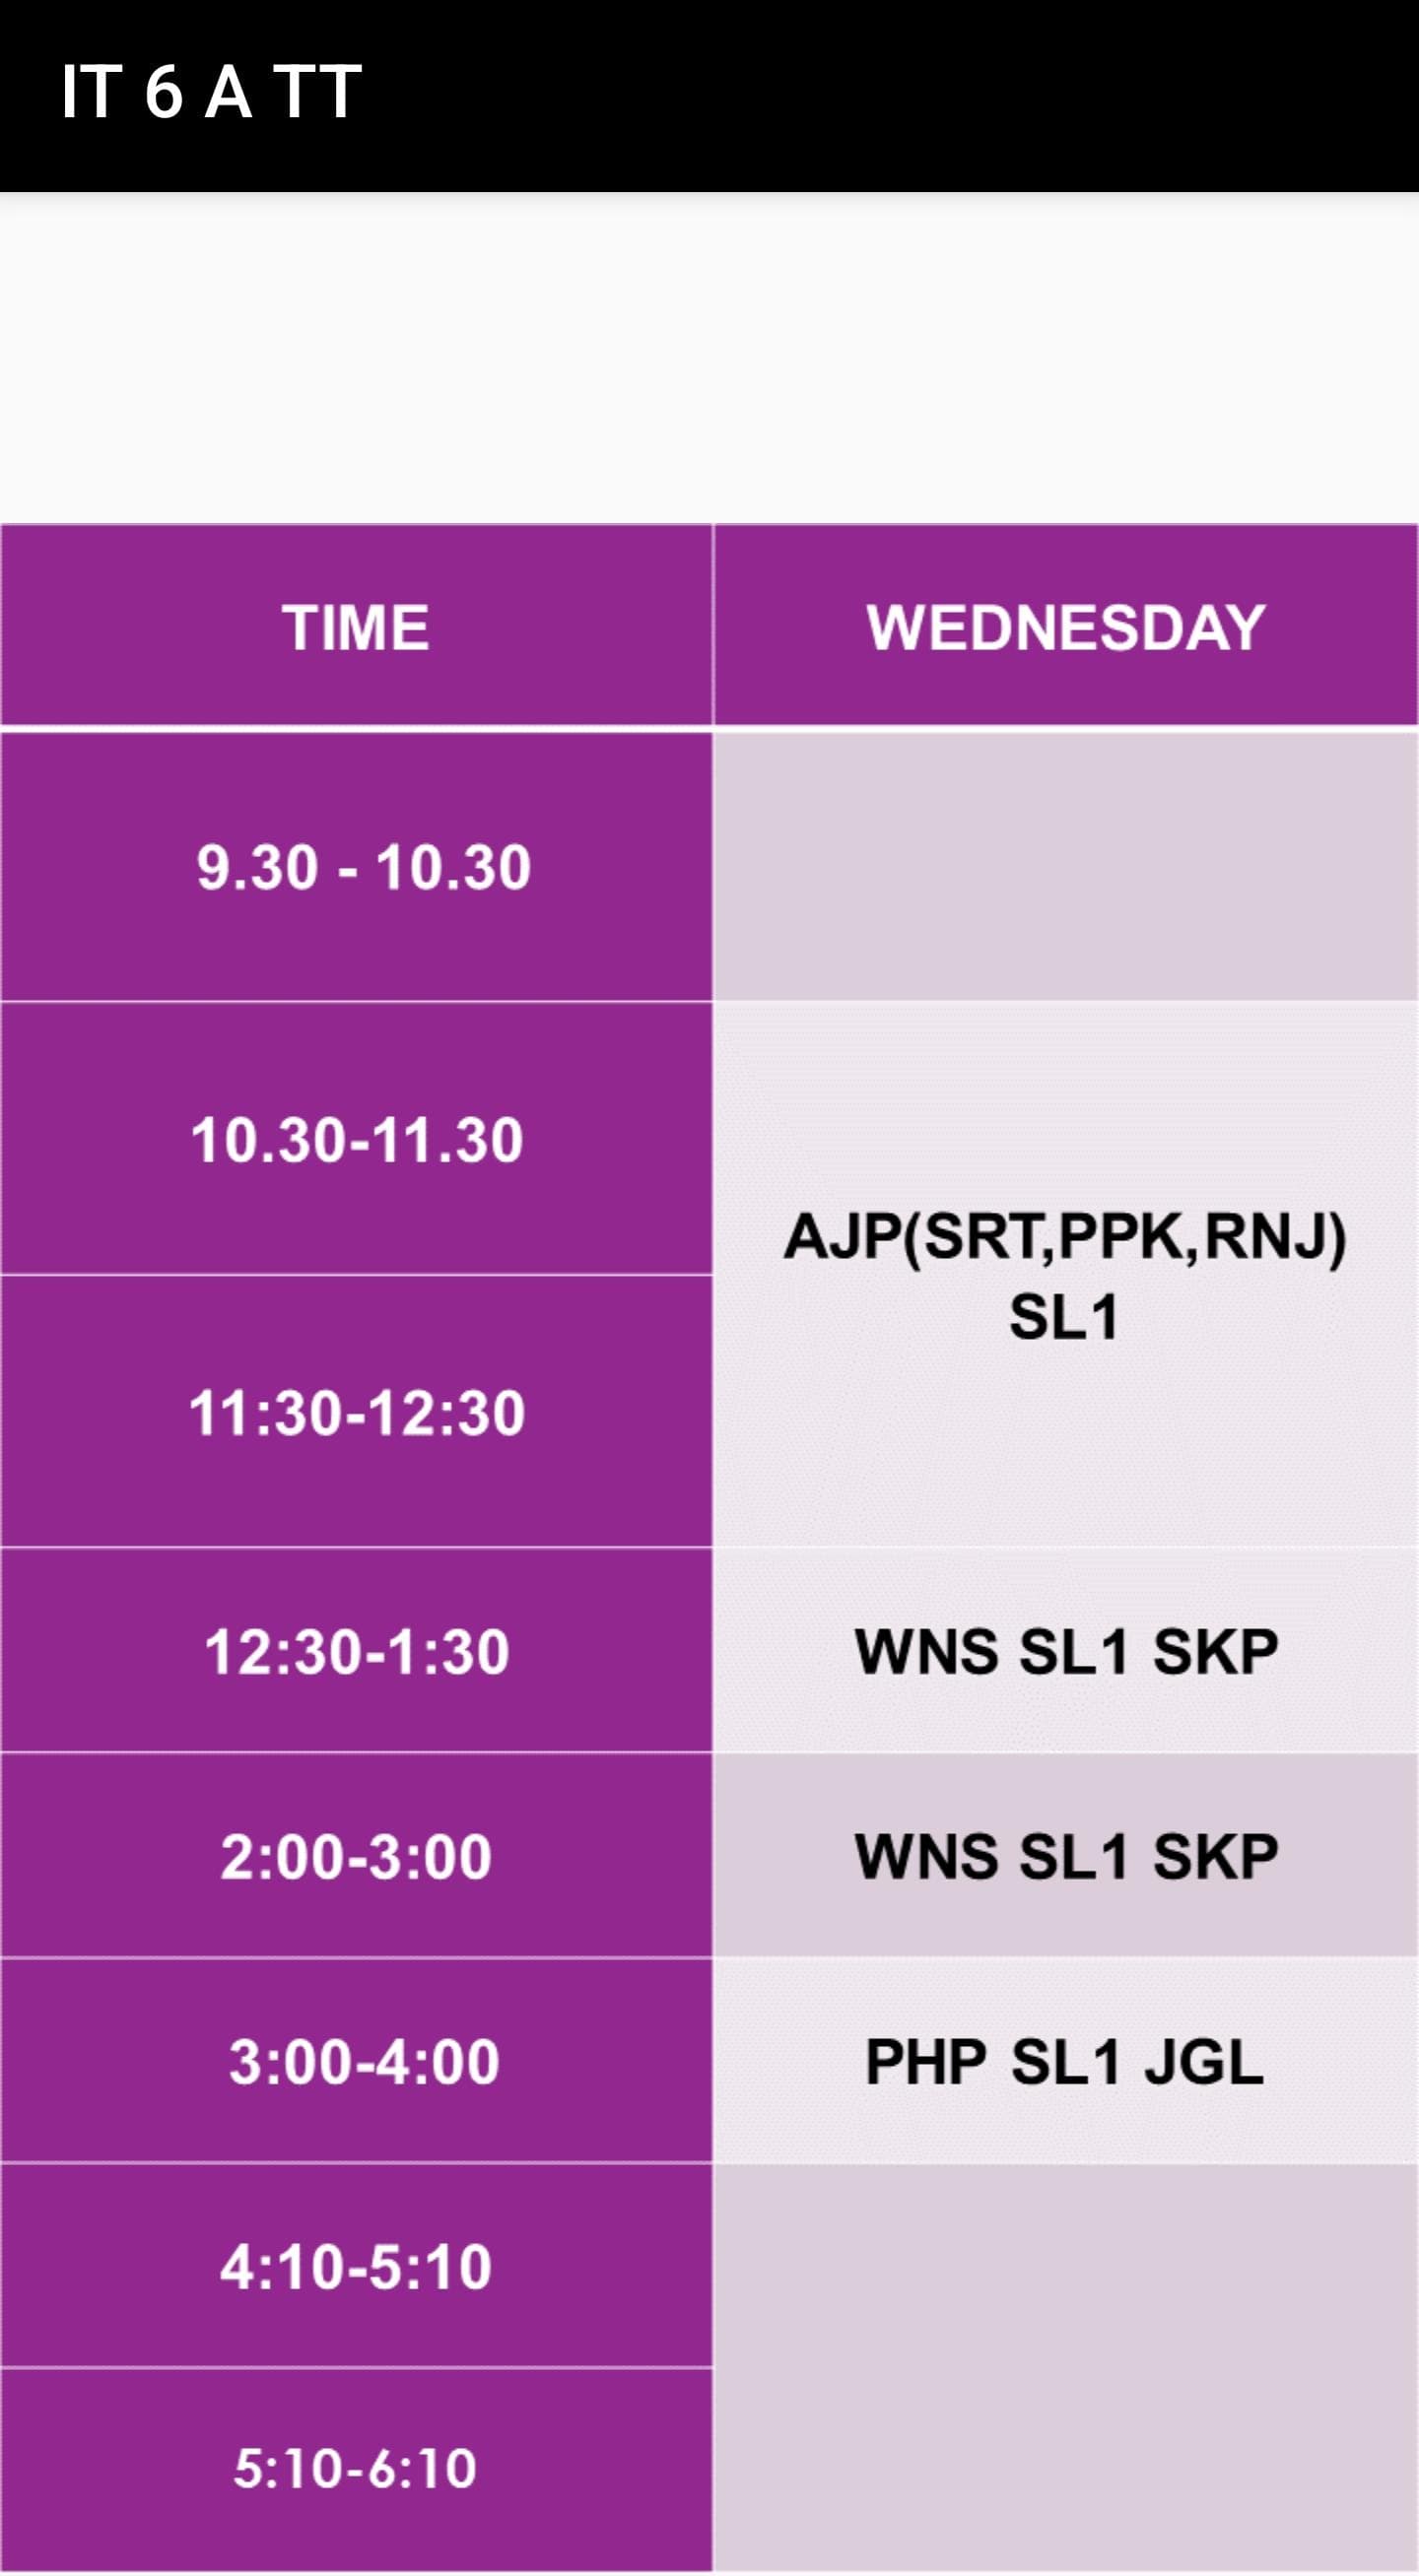 IT 6 A TT
TIME WEDNESDAY
9.30 - 10.30
10.30-11.30
AJP(SRT,PPK,RNJ)
SL1
11:30-12:30
12:30-1:30 WNS SL1 SKP
2:00-3:00 WNS SL1 SKP
3:00-4:00 PHP SL1 JGL
4:10-5:10
5:10-6:10